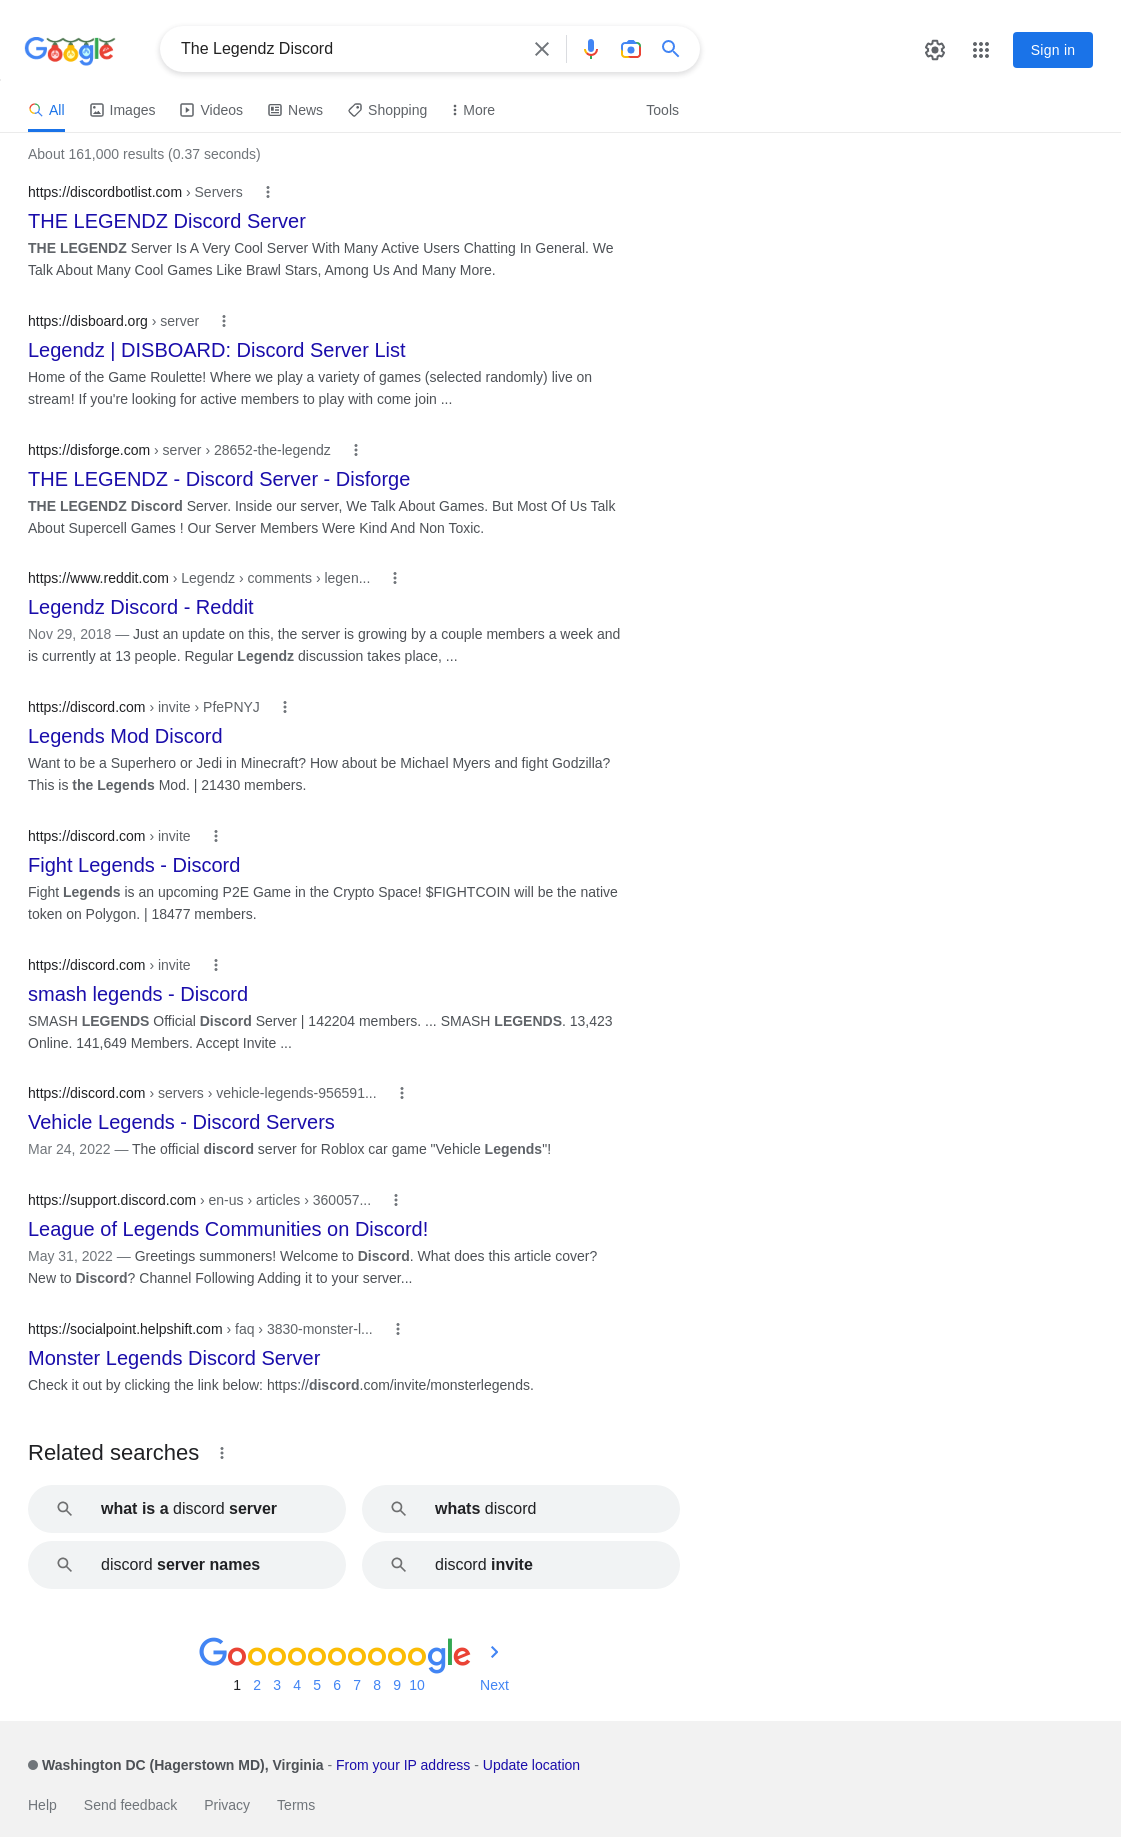 Google
The Legendz Discord
Sign in
All
Images
Videos
News
Shopping
More
Tools
About 161,000 results (0.37 seconds)
https://discordbotlist.com › Servers
THE LEGENDZ Discord Server
THE LEGENDZ Server Is A Very Cool Server With Many Active Users Chatting In General. We
Talk About Many Cool Games Like Brawl Stars, Among Us And Many More.
https://disboard.org › server
Legendz | DISBOARD: Discord Server List
Home of the Game Roulette! Where we play a variety of games (selected randomly) live on
stream! If you're looking for active members to play with come join ...
https://disforge.com › server › 28652-the-legendz
THE LEGENDZ - Discord Server - Disforge
THE LEGENDZ Discord Server. Inside our server, We Talk About Games. But Most Of Us Talk
About Supercell Games ! Our Server Members Were Kind And Non Toxic.
https://www.reddit.com › Legendz › comments › legen...
Legendz Discord - Reddit
Nov 29, 2018 — Just an update on this, the server is growing by a couple members a week and
is currently at 13 people. Regular Legendz discussion takes place, ...
https://discord.com › invite › PfePNYJ
Legends Mod Discord
Want to be a Superhero or Jedi in Minecraft? How about be Michael Myers and fight Godzilla?
This is the Legends Mod. | 21430 members.
https://discord.com › invite
Fight Legends - Discord
Fight Legends is an upcoming P2E Game in the Crypto Space! $FIGHTCOIN will be the native
token on Polygon. | 18477 members.
https://discord.com › invite
smash legends - Discord
SMASH LEGENDS Official Discord Server | 142204 members. ... SMASH LEGENDS. 13,423
Online. 141,649 Members. Accept Invite ...
https://discord.com › servers › vehicle-legends-956591...
Vehicle Legends - Discord Servers
Mar 24, 2022 — The official discord server for Roblox car game "Vehicle Legends"!
https://support.discord.com › en-us › articles › 360057...
League of Legends Communities on Discord!
May 31, 2022 — Greetings summoners! Welcome to Discord. What does this article cover?
New to Discord? Channel Following Adding it to your server...
https://socialpoint.helpshift.com › faq › 3830-monster-l...
Monster Legends Discord Server
Check it out by clicking the link below: https://discord.com/invite/monsterlegends.
Related searches
what is a discord server
whats discord
discord server names
discord invite
Goooooooooogle
1 2 3 4 5 6 7 8 9 10 Next
Washington DC (Hagerstown MD), Virginia - From your IP address - Update location
Help Send feedback Privacy Terms